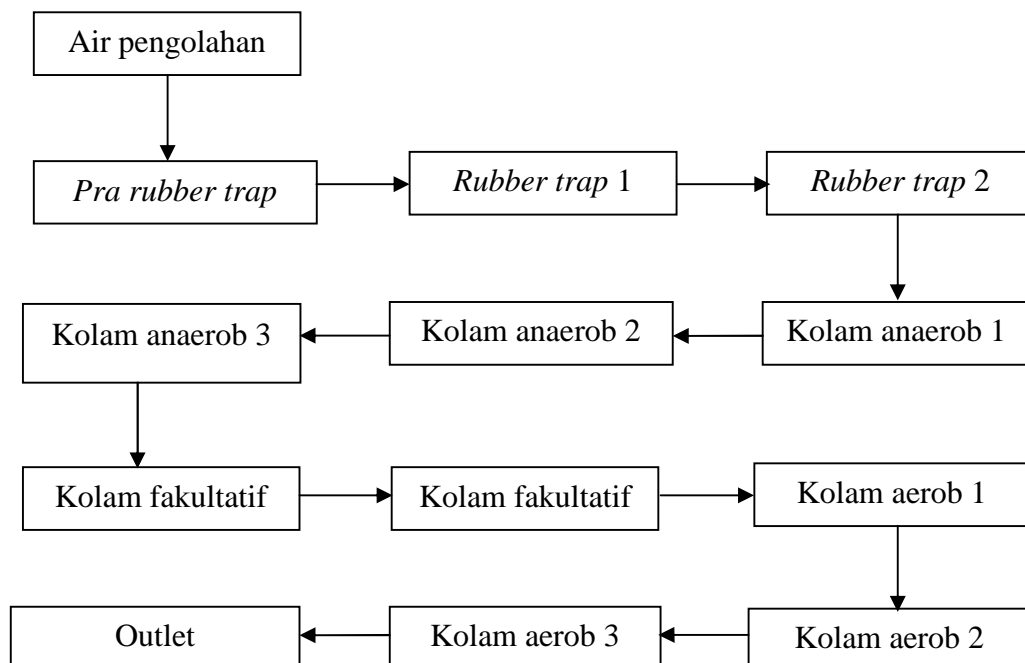 Air pengolahan
Pra rubber trap
Rubber trap 1
Rubber trap 2
Kolam anaerob 1
Kolam anaerob 2
Kolam anaerob 3
Kolam fakultatif
Kolam fakultatif
Kolam aerob 1
Kolam aerob 2
Kolam aerob 3
Outlet